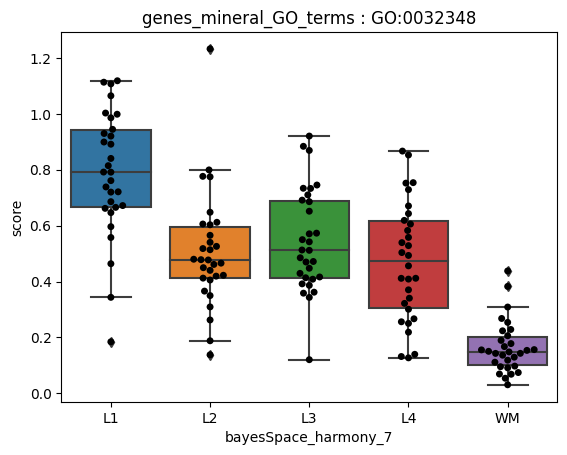 genes_mineral_GO_terms : GO:0032348
1.2
1.0
0.8
0.6
0.4
0.2
0.0
score
L1 L2 L3 L4 WM
bayesSpace_harmony_7